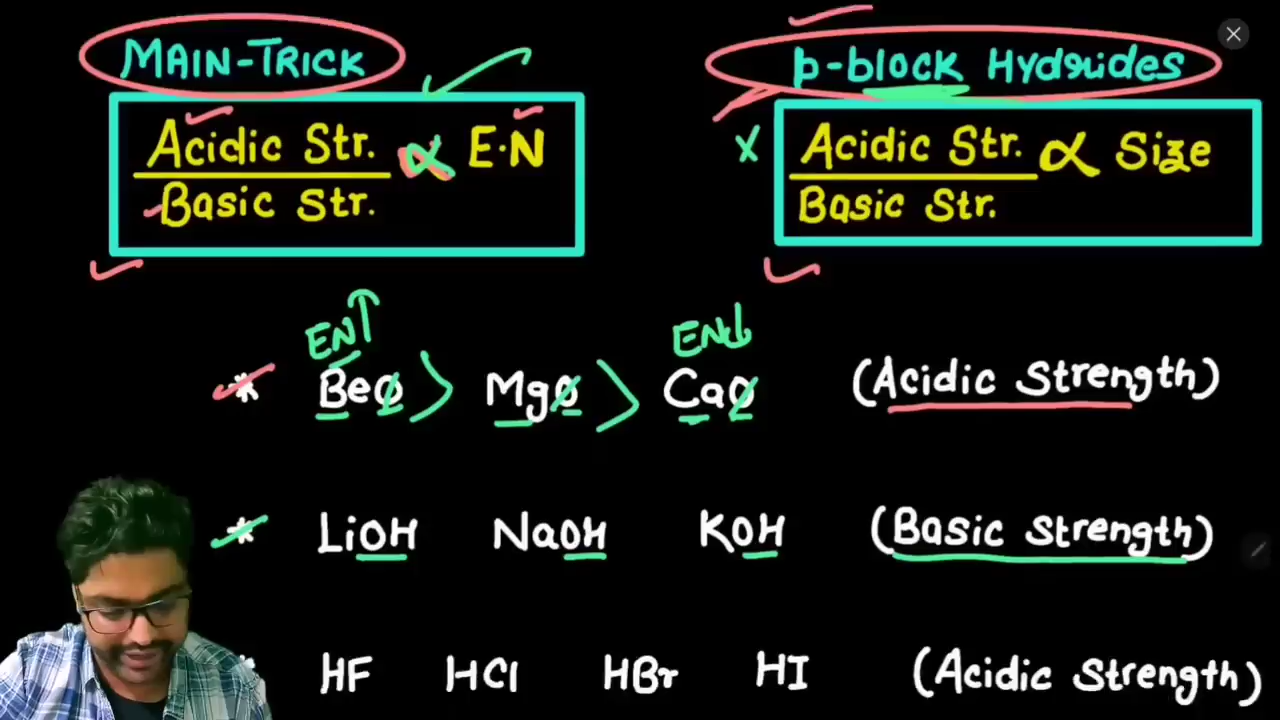 MAIN-TRICK
Acidic Str. ∝ E·N
Basic Str.
p-block Hydrides
X Acidic Str. ∝ Size
Basic Str.
EN↑ EN↓
* BeO > MgO > CaO (Acidic Strength)
* LiOH NaOH KOH (Basic Strength)
* HF HCl HBr HI (Acidic Strength)